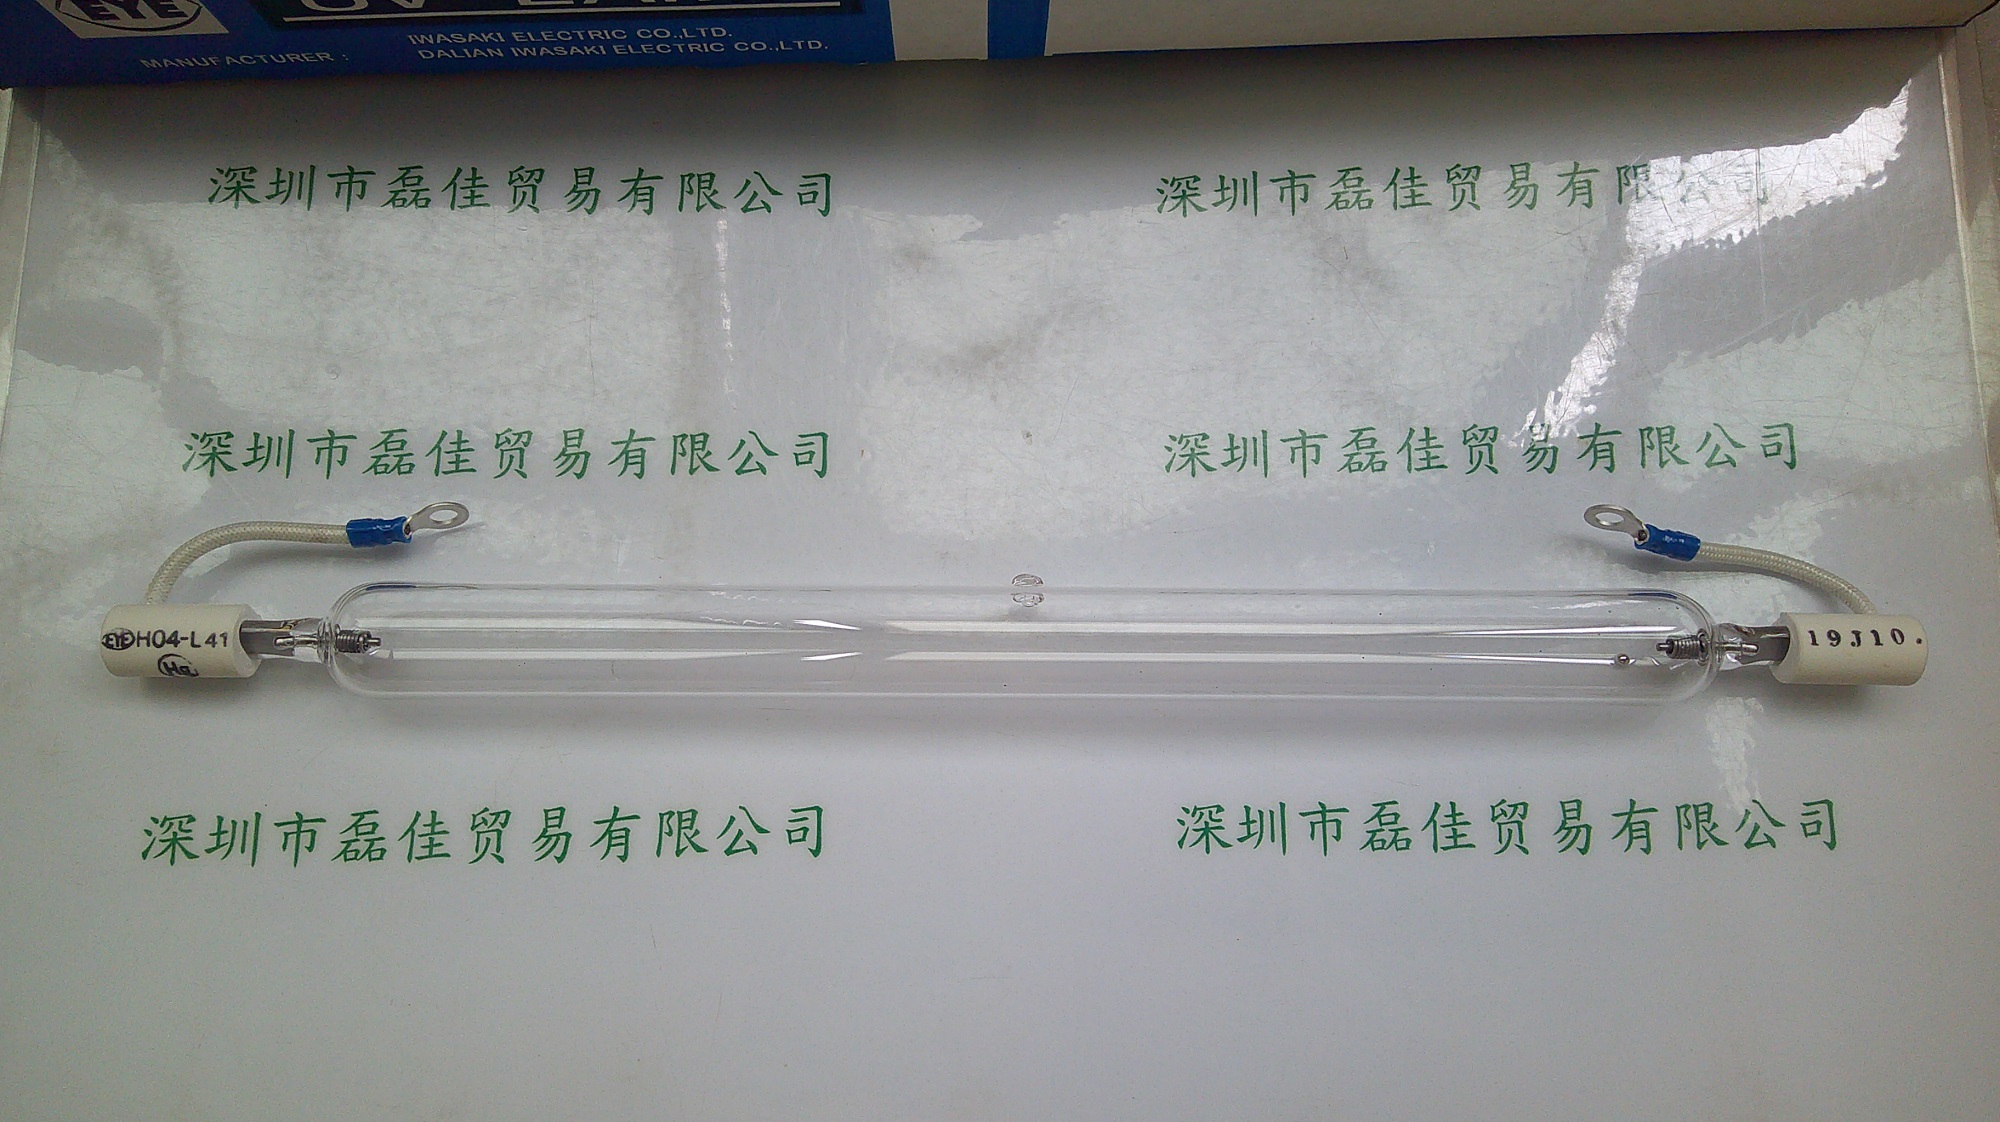 EYE
IWASAKI ELECTRIC CO.,LTD.
MANUFACTURER :
DALIAN IWASAKI ELECTRIC CO.,LTD.
深圳市磊佳贸易有限公司
深圳市磊佳贸易有限公司
深圳市磊佳贸易有限公司
深圳市磊佳贸易有限公司
EYE H04-L41
Hg
19J10.
深圳市磊佳贸易有限公司
深圳市磊佳贸易有限公司